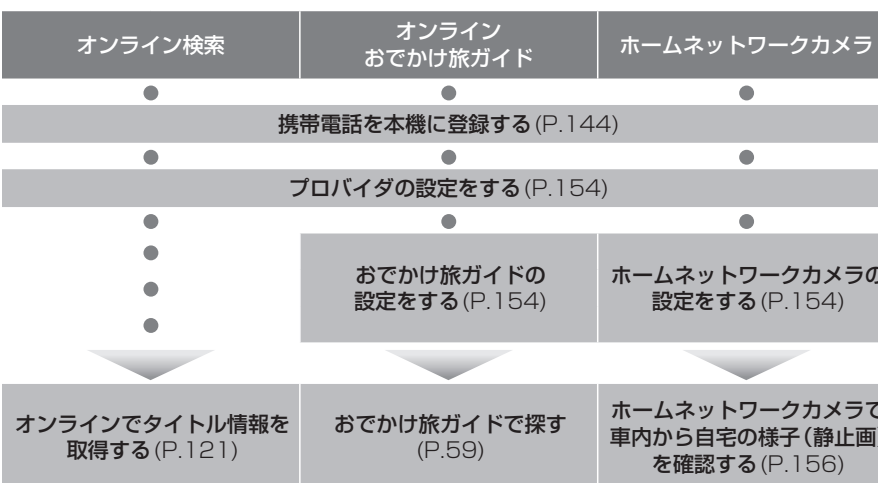 オンライン検索
オンライン
おでかけ旅ガイド
ホームネットワークカメラ
携帯電話を本機に登録する(P.144)
プロバイダの設定をする(P.154)
おでかけ旅ガイドの
設定をする(P.154)
ホームネットワークカメラの
設定をする(P.154)
オンラインでタイトル情報を
取得する(P.121)
おでかけ旅ガイドで探す
(P.59)
ホームネットワークカメラで
車内から自宅の様子(静止画)
を確認する(P.156)